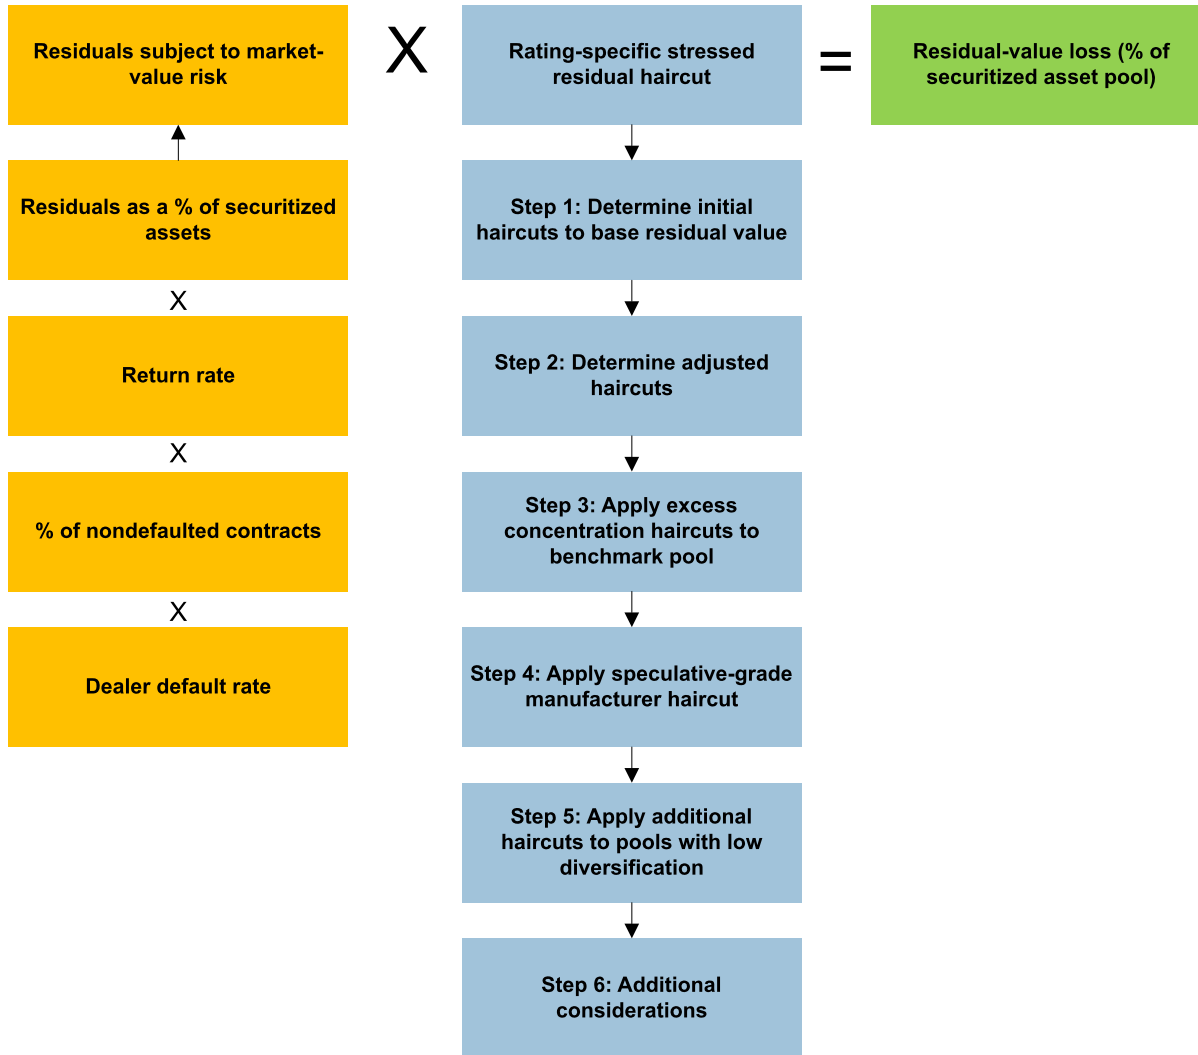 Residuals subject to market-
value risk
X
Rating-specific stressed
residual haircut
=
Residual-value loss (% of
securitized asset pool)
Residuals as a % of securitized
assets
X
Return rate
X
% of nondefaulted contracts
X
Dealer default rate
Step 1: Determine initial
haircuts to base residual value
Step 2: Determine adjusted
haircuts
Step 3: Apply excess
concentration haircuts to
benchmark pool
Step 4: Apply speculative-grade
manufacturer haircut
Step 5: Apply additional
haircuts to pools with low
diversification
Step 6: Additional
considerations